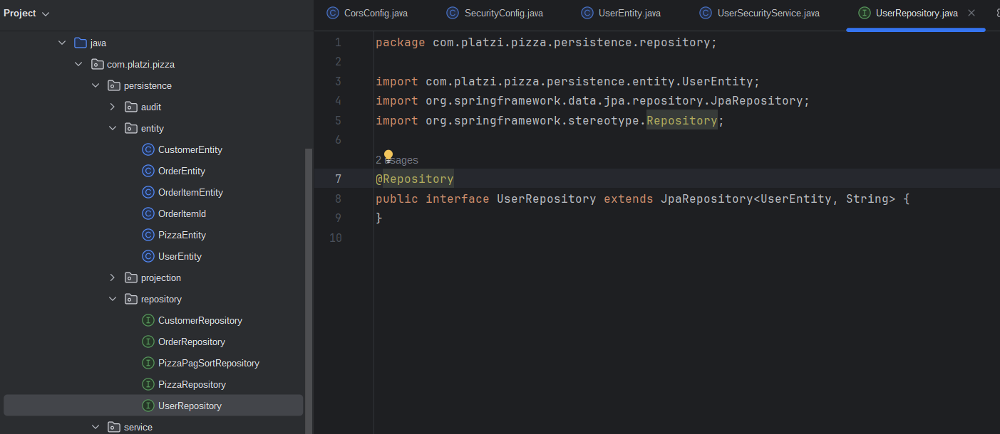 Project
java
com.platzi.pizza
persistence
audit
entity
CustomerEntity
OrderEntity
OrderItemEntity
OrderItemId
PizzaEntity
UserEntity
projection
repository
CustomerRepository
OrderRepository
PizzaPagSortRepository
PizzaRepository
UserRepository
service
CorsConfig.java
SecurityConfig.java
UserEntity.java
UserSecurityService.java
UserRepository.java
1 package com.platzi.pizza.persistence.repository;
2
3 import com.platzi.pizza.persistence.entity.UserEntity;
4 import org.springframework.data.jpa.repository.JpaRepository;
5 import org.springframework.stereotype.Repository;
6
2 usages
7 @Repository
8 public interface UserRepository extends JpaRepository<UserEntity, String> {
9 }
10